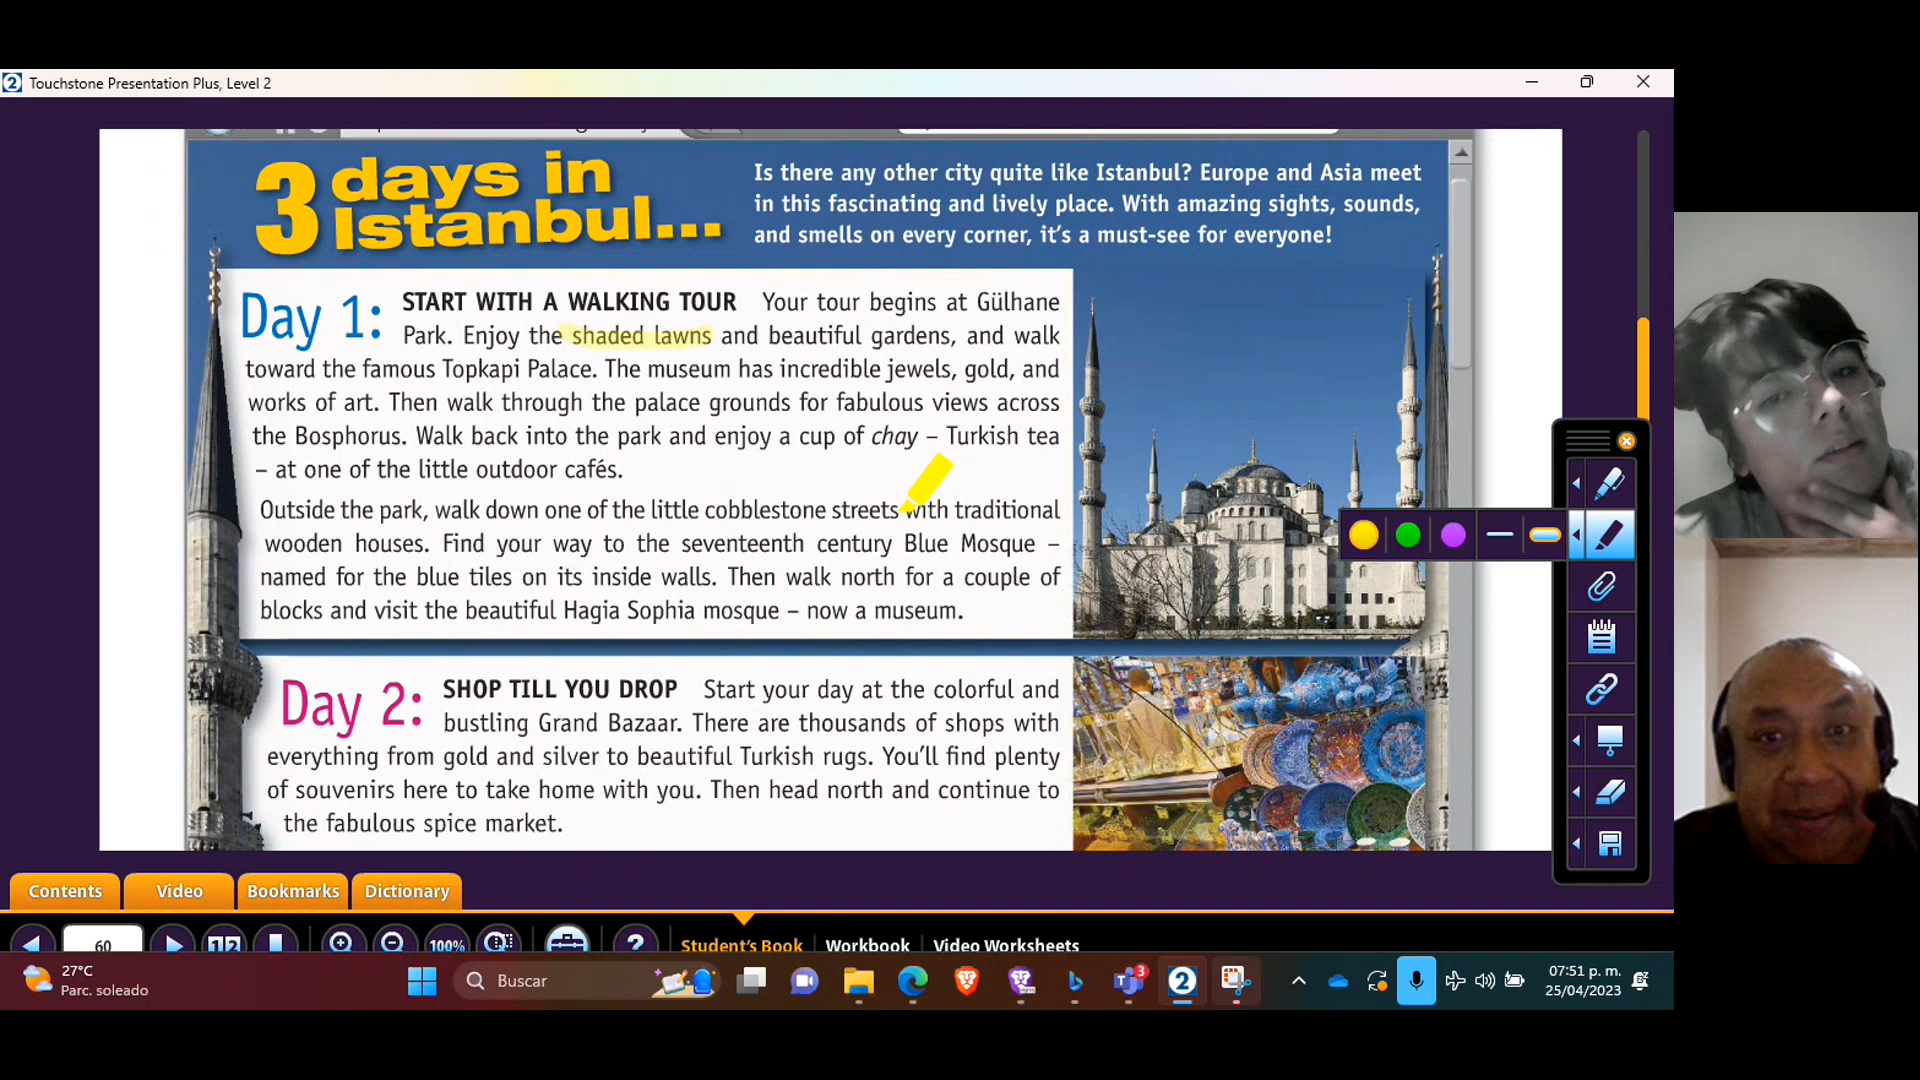 Touchstone Presentation Plus, Level 2
3 days in
Istanbul...
Is there any other city quite like Istanbul? Europe and Asia meet
in this fascinating and lively place. With amazing sights, sounds,
and smells on every corner, it's a must-see for everyone!
Day 1: START WITH A WALKING TOUR Your tour begins at Gülhane
Park. Enjoy the shaded lawns and beautiful gardens, and walk
toward the famous Topkapi Palace. The museum has incredible jewels, gold, and
works of art. Then walk through the palace grounds for fabulous views across
the Bosphorus. Walk back into the park and enjoy a cup of chay – Turkish tea
– at one of the little outdoor cafés.
Outside the park, walk down one of the little cobblestone streets with traditional
wooden houses. Find your way to the seventeenth century Blue Mosque –
named for the blue tiles on its inside walls. Then walk north for a couple of
blocks and visit the beautiful Hagia Sophia mosque – now a museum.
Day 2: SHOP TILL YOU DROP Start your day at the colorful and
bustling Grand Bazaar. There are thousands of shops with
everything from gold and silver to beautiful Turkish rugs. You'll find plenty
of souvenirs here to take home with you. Then head north and continue to
the fabulous spice market.
Contents Video Bookmarks Dictionary
60 12 100% ? Student's Book Workbook Video Worksheets
27°C
Parc. soleado
Buscar
3
2
07:51 p. m.
25/04/2023